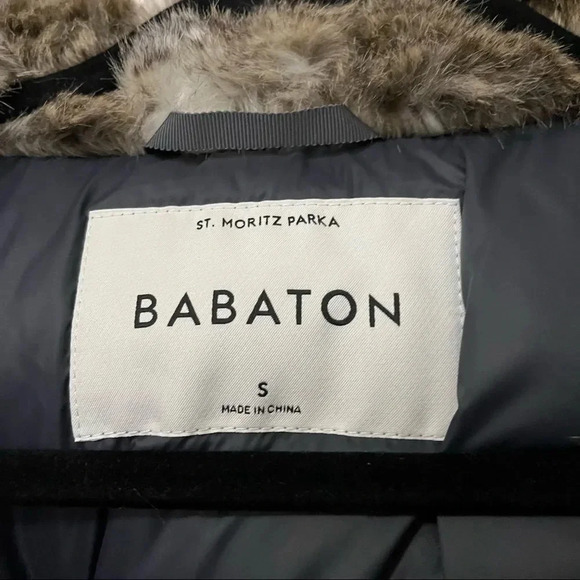 ST. MORITZ PARKA
BABATON
S
MADE IN CHINA